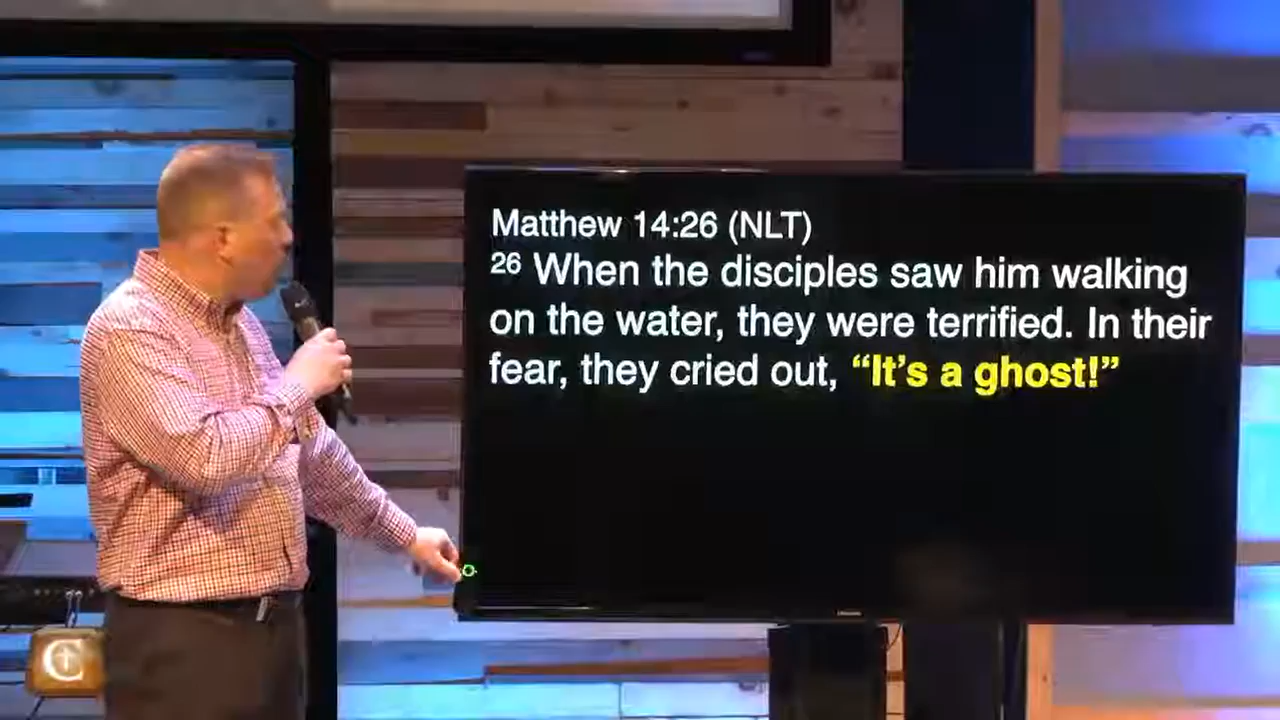 Matthew 14:26 (NLT)
26 When the disciples saw him walking
on the water, they were terrified. In their
fear, they cried out, “It’s a ghost!”
C